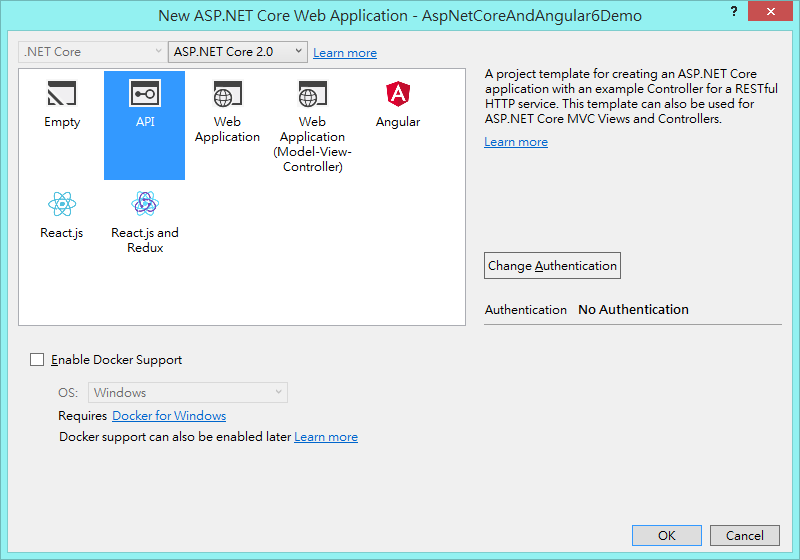 New ASP.NET Core Web Application - AspNetCoreAndAngular6Demo
?
.NET Core
ASP.NET Core 2.0
Learn more
Empty
API
Web
Application
Web
Application
(Model-View-
Controller)
Angular
React.js
React.js and
Redux
A project template for creating an ASP.NET Core
application with an example Controller for a RESTful
HTTP service. This template can also be used for
ASP.NET Core MVC Views and Controllers.
Learn more
Change Authentication
Authentication No Authentication
Enable Docker Support
OS: Windows
Requires Docker for Windows
Docker support can also be enabled later Learn more
OK
Cancel